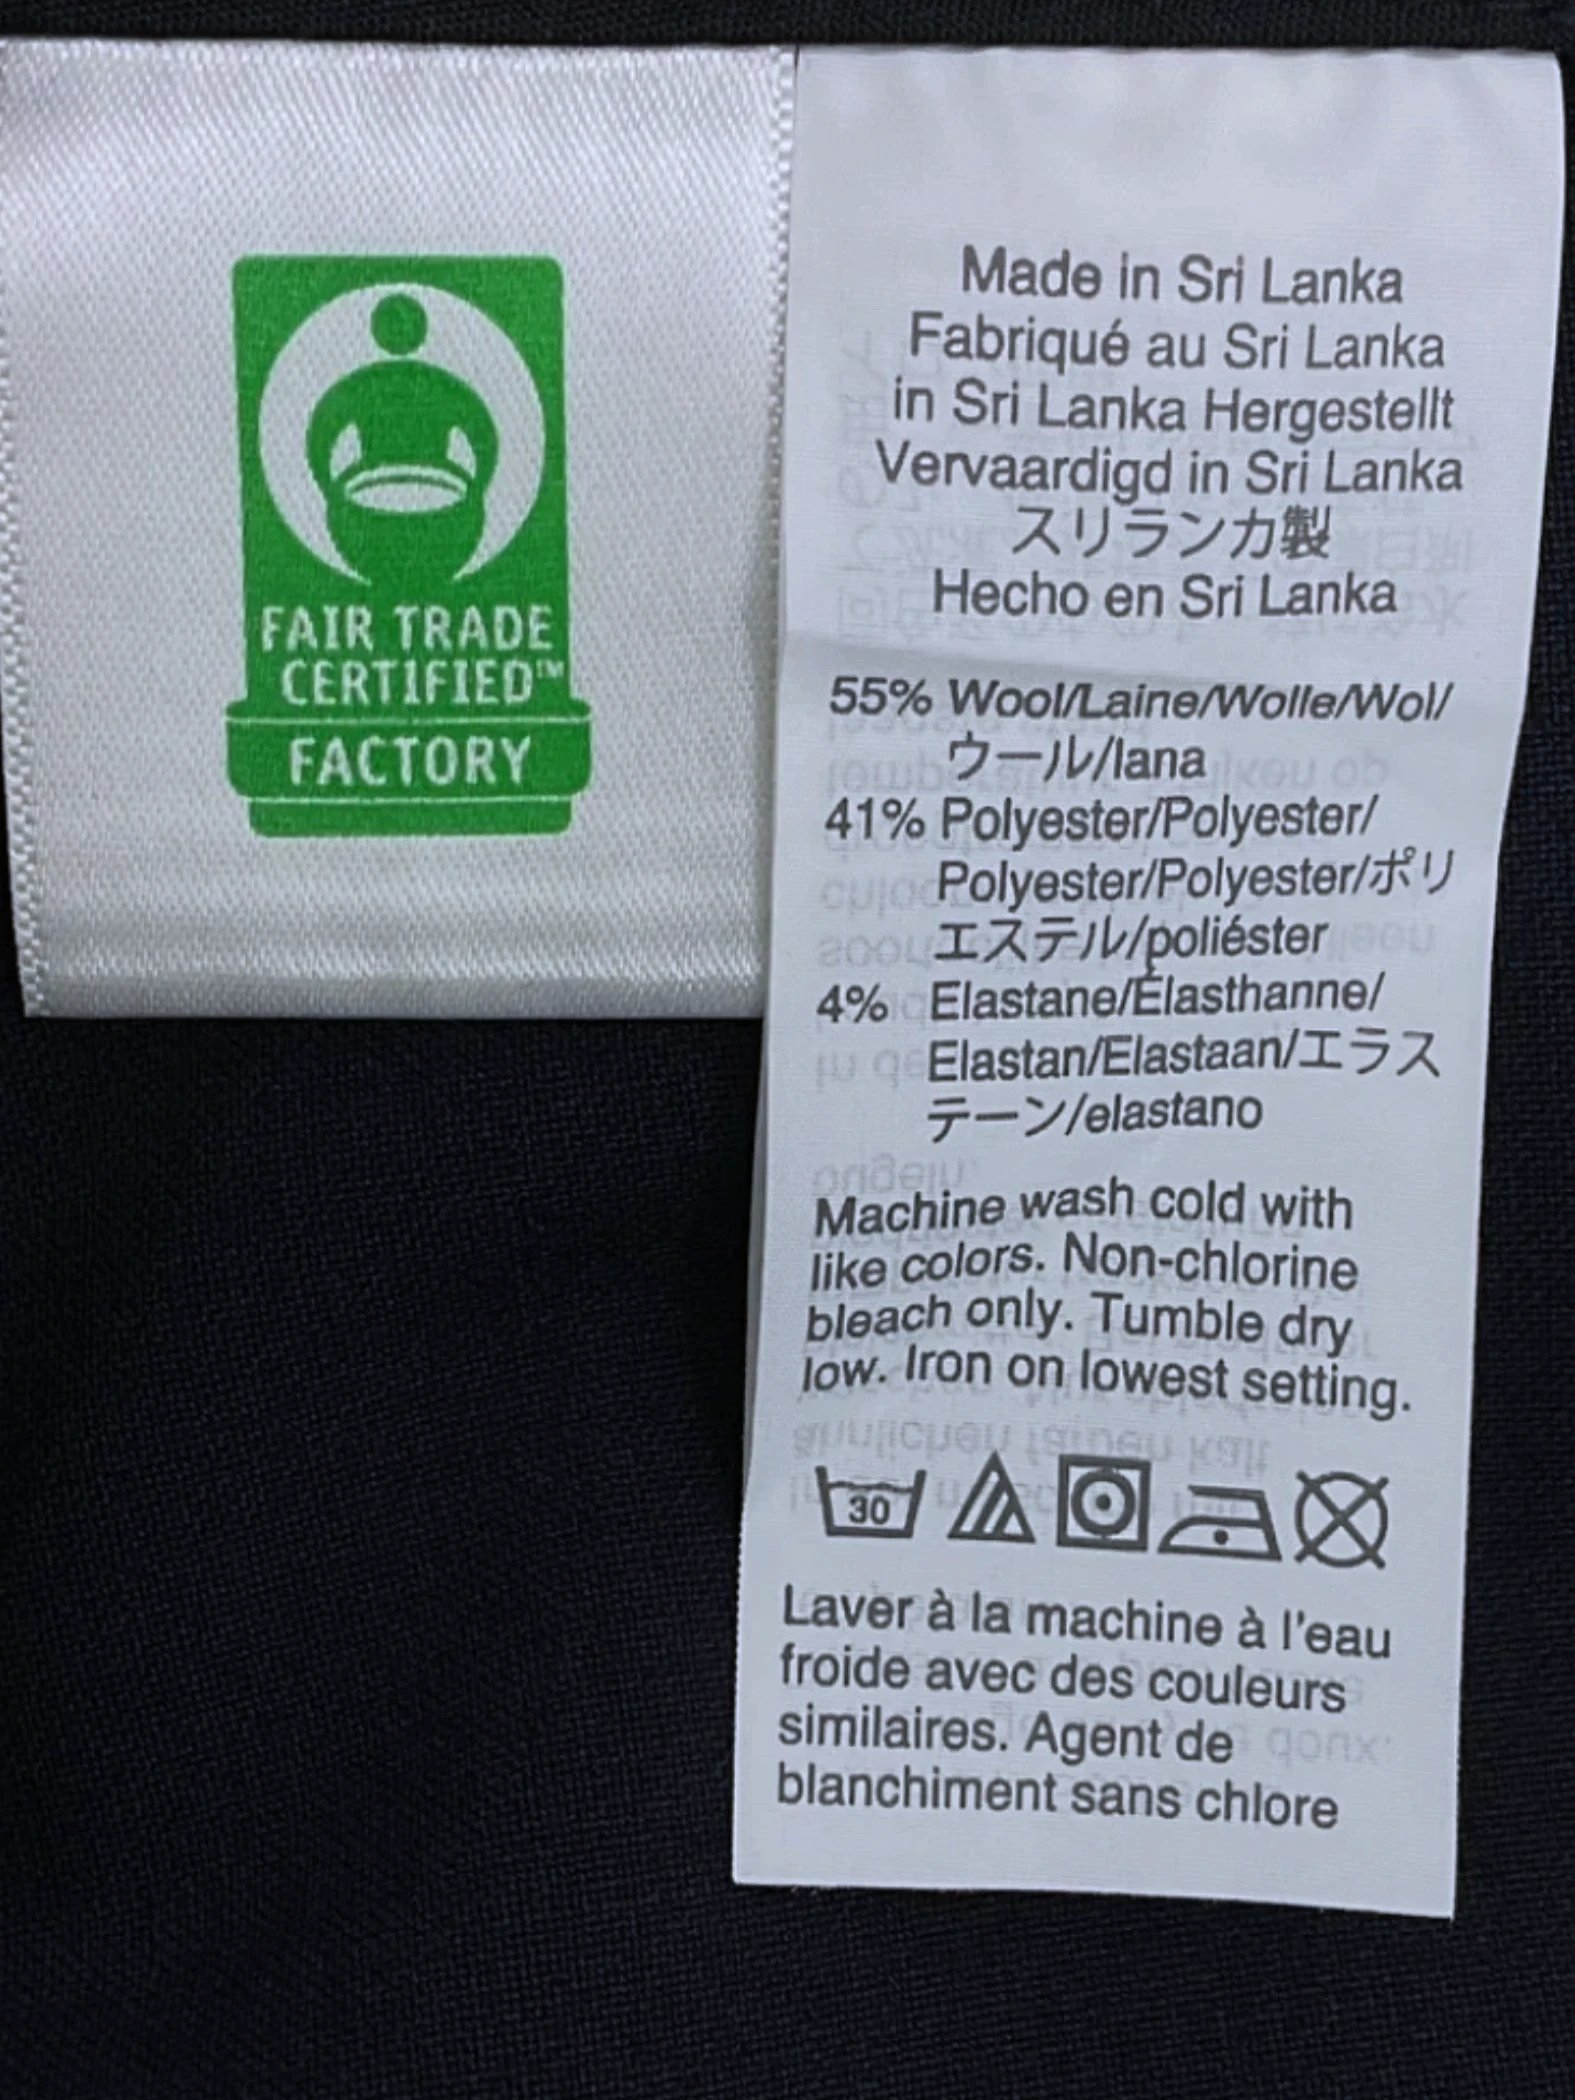 FAIR TRADE
CERTIFIED™
FACTORY
Made in Sri Lanka
Fabriqué au Sri Lanka
in Sri Lanka Hergestellt
Vervaardigd in Sri Lanka
スリランカ製
Hecho en Sri Lanka
55% Wool/Laine/Wolle/Wol/
ウール/lana
41% Polyester/Polyester/
Polyester/Polyester/ポリ
エステル/poliéster
4% Elastane/Élasthanne/
Elastan/Elastaan/エラス
テーン/elastano
Machine wash cold with
like colors. Non-chlorine
bleach only. Tumble dry
low. Iron on lowest setting.
30
Laver à la machine à l'eau
froide avec des couleurs
similaires. Agent de
blanchiment sans chlore